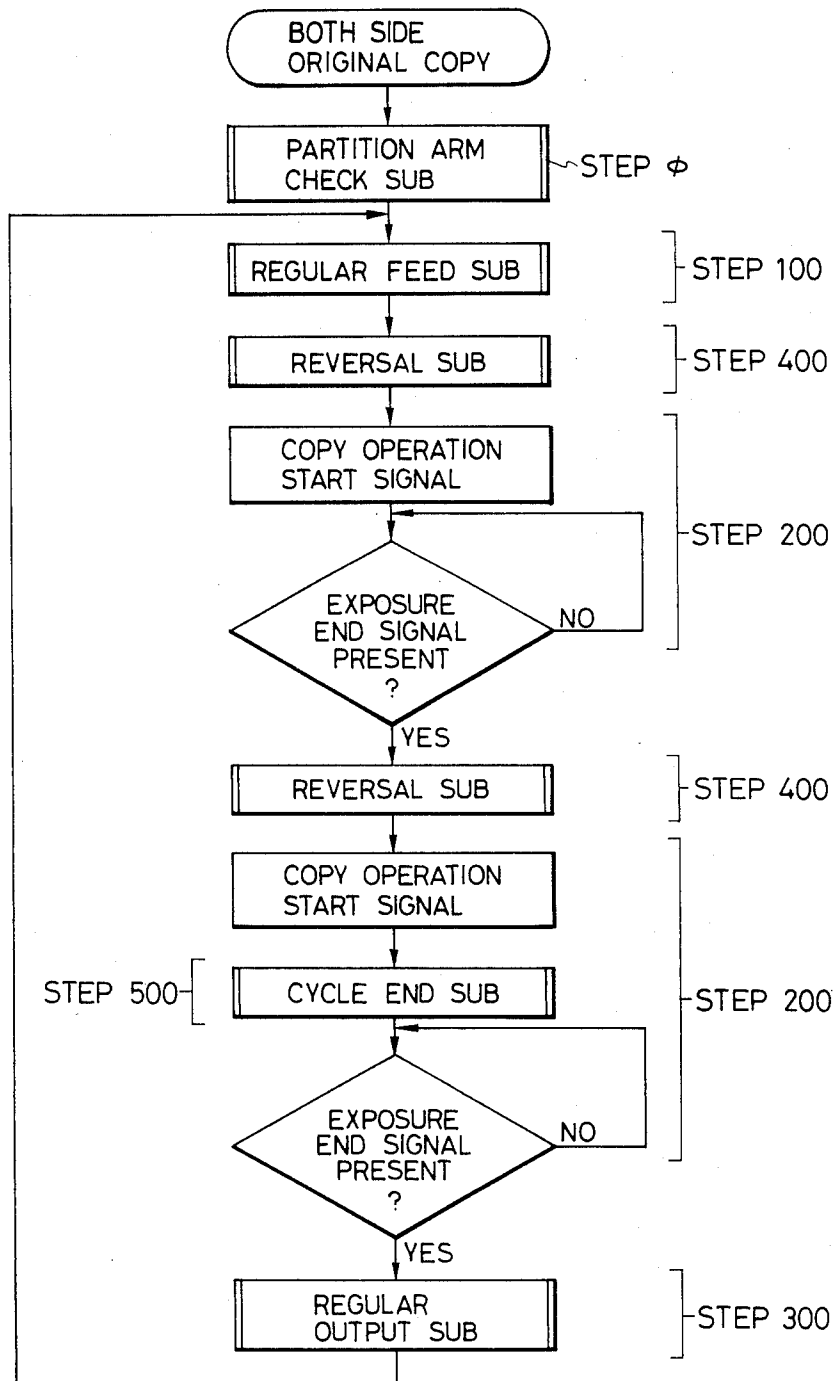 BOTH SIDE
ORIGINAL COPY
PARTITION ARM
CHECK SUB
STEP φ
REGULAR FEED SUB
STEP 100
REVERSAL SUB
STEP 400
COPY OPERATION
START SIGNAL
STEP 200
EXPOSURE
END SIGNAL
PRESENT
?
NO
YES
REVERSAL SUB
STEP 400
COPY OPERATION
START SIGNAL
STEP 500
CYCLE END SUB
STEP 200
EXPOSURE
END SIGNAL
PRESENT
?
NO
YES
REGULAR
OUTPUT SUB
STEP 300